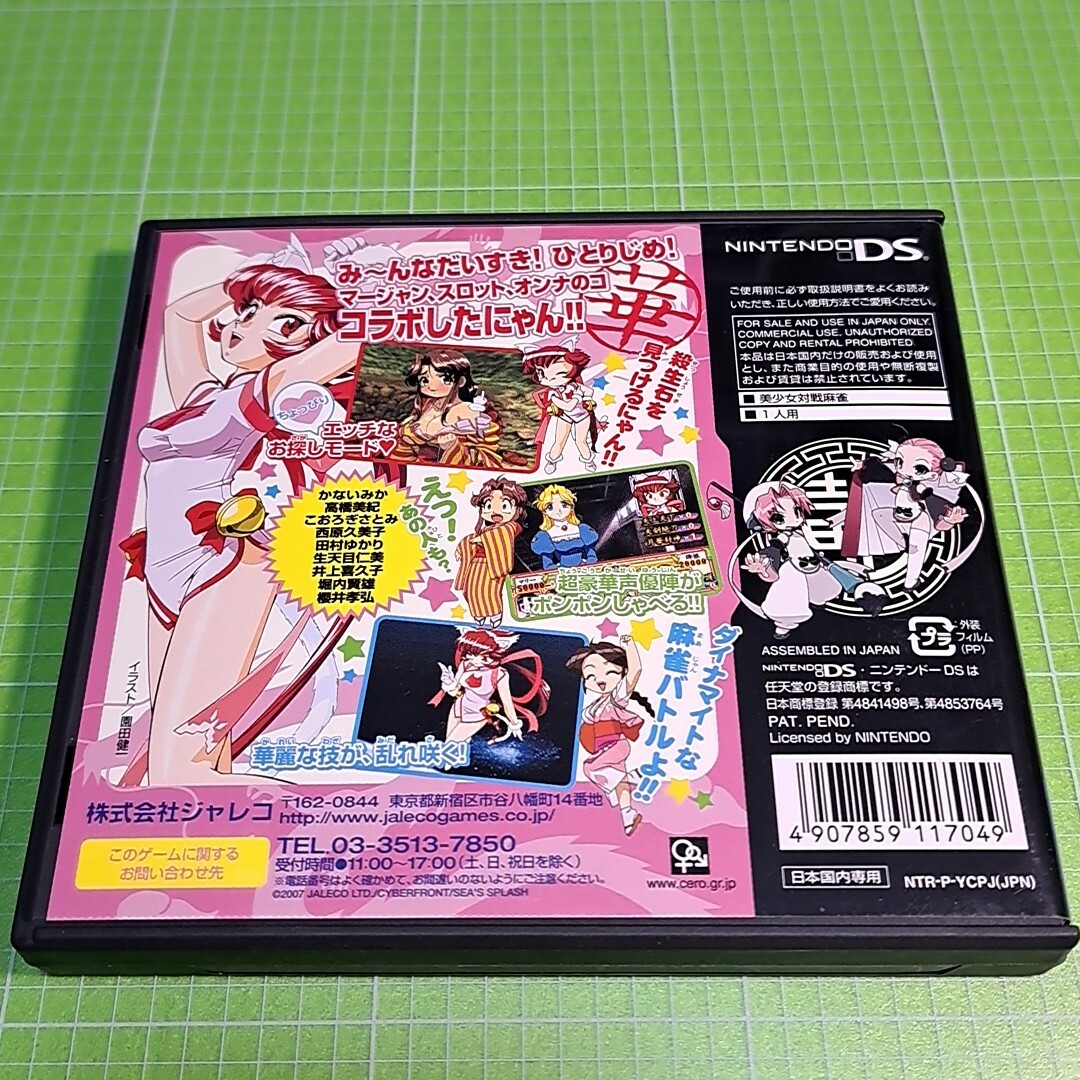 み～んなだいすき! ひとりじめ!
マージャン、スロット、オンナのコ
コラボしたにゃん!!
華
殺生石を
見つけるにゃん!!
ちょっぴり
エッチな
お探しモード♥
かないみか
高橋美紀
こおろぎさとみ
西原久美子
田村ゆかり
生天目仁美
井上喜久子
堀内賢雄
櫻井孝弘
えっ!
あの人もっ
50000
20000
超豪華声優陣が
ポンポンしゃべる!!
ダイナマイトな
麻雀バトルよ!!
華麗な技が、乱れ咲く!
イラスト 園田健一
株式会社ジャレコ
〒162-0844 東京都新宿区市谷八幡町14番地
http://www.jalecogames.co.jp/
このゲームに関する
お問い合わせ先
TEL.03-3513-7850
受付時間●11:00～17:00(土、日、祝日を除く)
※電話番号はよく確かめて、お間違いのないようにご注意ください。
©2007 JALECO LTD./CYBERFRONT/SEA'S SPLASH
www.cero.gr.jp
NINTENDO DS®
ご使用前に必ず取扱説明書をよくお読み
いただき、正しい使用方法でご愛用ください。
FOR SALE AND USE IN JAPAN ONLY.
COMMERCIAL USE, UNAUTHORIZED
COPY AND RENTAL PROHIBITED.
本品は日本国内だけの販売および使用
とし、また商業目的の使用や無断複製
および賃貸は禁止されています。
■ 美少女対戦麻雀
■ 1人用
プラ
外装
フィルム
(PP)
ASSEMBLED IN JAPAN
NINTENDO DS・ニンテンドーDSは
任天堂の登録商標です。
日本商標登録 第4841498号、第4853764号
PAT. PEND.
Licensed by NINTENDO
4 907859 117049
日本国内専用
NTR-P-YCPJ(JPN)